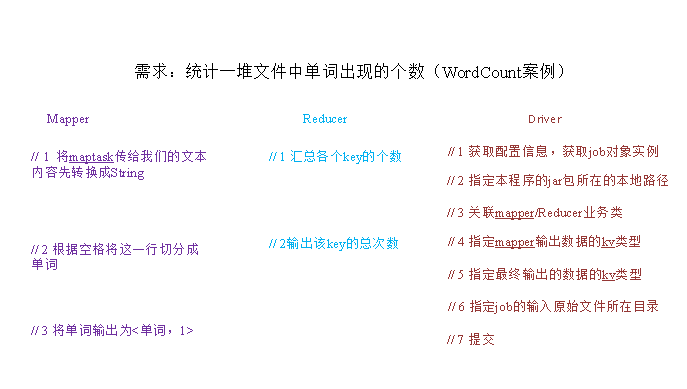 需求：统计一堆文件中单词出现的个数（WordCount案例）
Mapper
// 1 将maptask传给我们的文本
内容先转换成String
// 2 根据空格将这一行切分成
单词
// 3 将单词输出为<单词，1>
Reducer
// 1 汇总各个key的个数
// 2输出该key的总次数
Driver
// 1 获取配置信息，获取job对象实例
// 2 指定本程序的jar包所在的本地路径
// 3 关联mapper/Reducer业务类
// 4 指定mapper输出数据的kv类型
// 5 指定最终输出的数据的kv类型
// 6 指定job的输入原始文件所在目录
// 7 提交